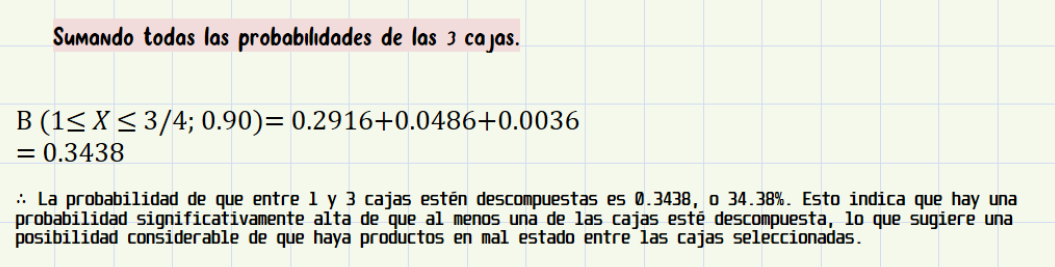 Sumando todas las probabilidades de las 3 cajas.
B (1≤ X ≤ 3/4; 0.90)= 0.2916+0.0486+0.0036
= 0.3438
∴ La probabilidad de que entre 1 y 3 cajas estén descompuestas es 0.3438, o 34.38%. Esto indica que hay una
probabilidad significativamente alta de que al menos una de las cajas esté descompuesta, lo que sugiere una
posibilidad considerable de que haya productos en mal estado entre las cajas seleccionadas.